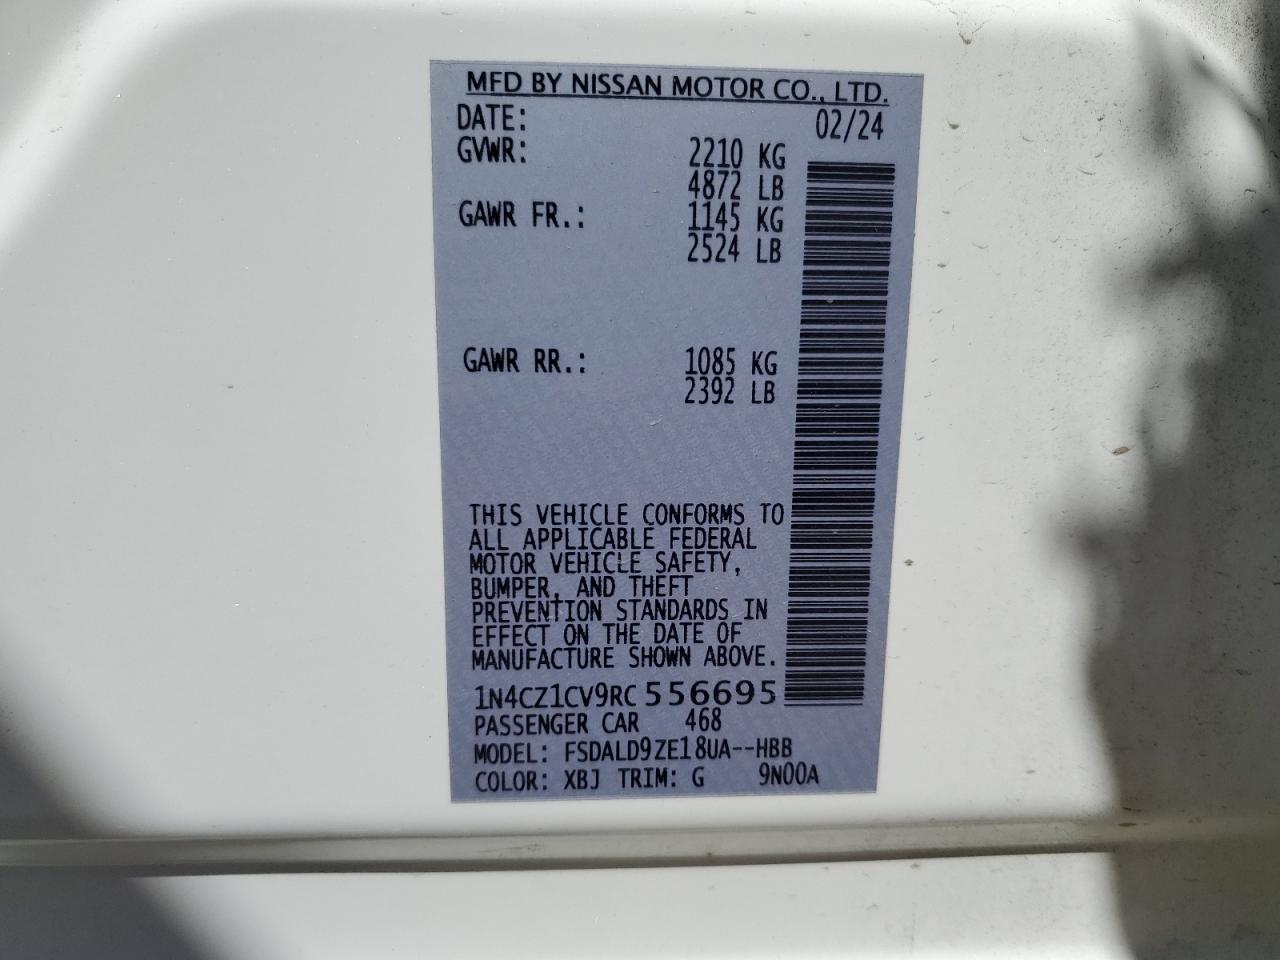 MFD BY NISSAN MOTOR CO., LTD.
DATE: 02/24
GVWR: 2210 KG
4872 LB
GAWR FR.: 1145 KG
2524 LB
GAWR RR.: 1085 KG
2392 LB
THIS VEHICLE CONFORMS TO
ALL APPLICABLE FEDERAL
MOTOR VEHICLE SAFETY,
BUMPER, AND THEFT
PREVENTION STANDARDS IN
EFFECT ON THE DATE OF
MANUFACTURE SHOWN ABOVE.
1N4CZ1CV9RC 556695
PASSENGER CAR 468
MODEL: FSDALD9ZE18UA--HBB
COLOR: XBJ TRIM: G 9N00A